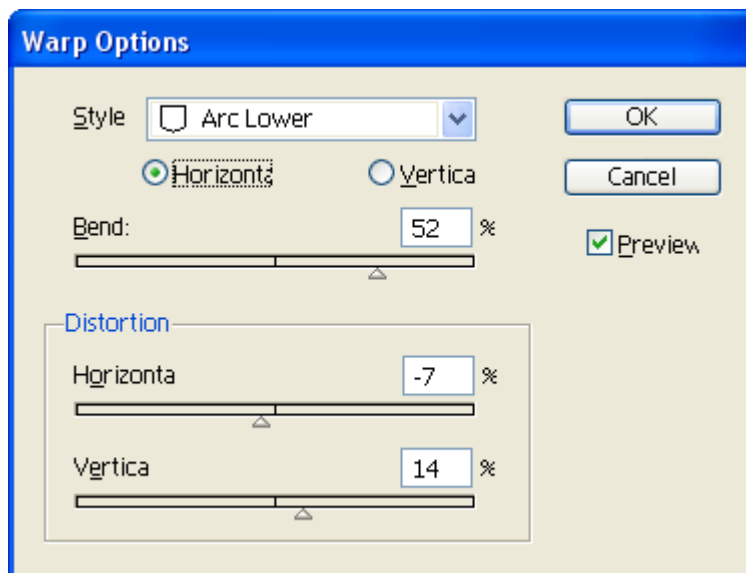 Warp Options
Style Arc Lower OK
Horizonta Vertica Cancel
Bend: 52 % Preview
Distortion
Horizonta -7 %
Vertica 14 %